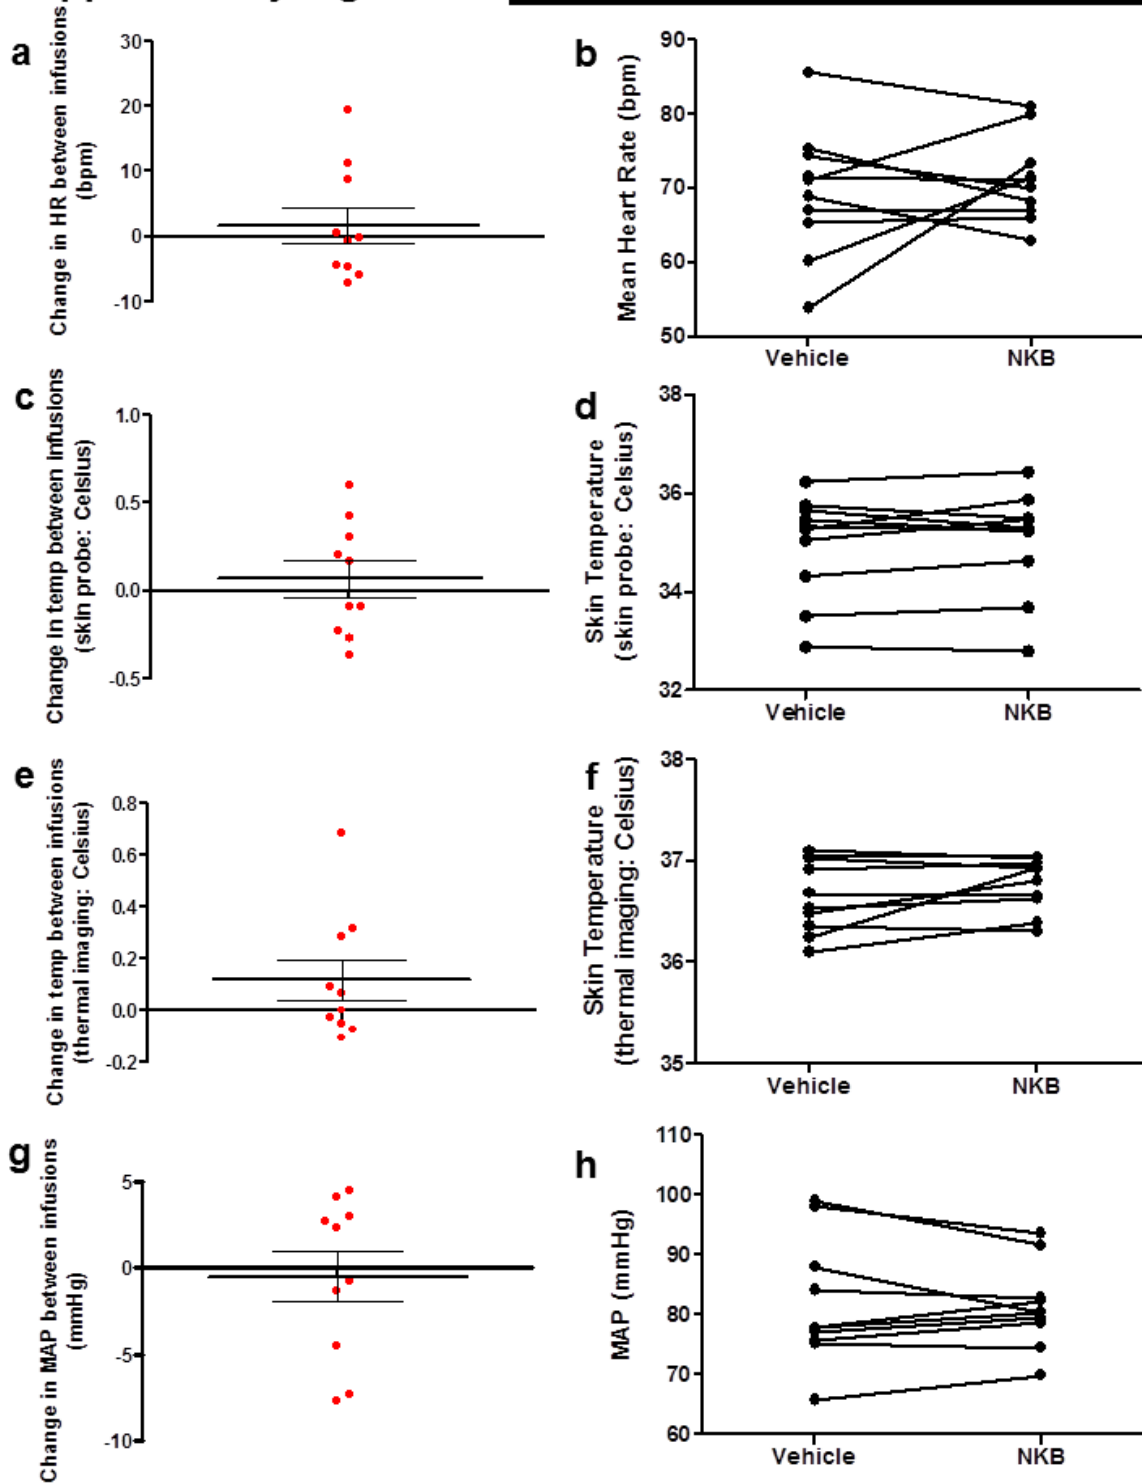 a
Change in HR between infusions
(bpm)
30
20
10
0
-10
b
Mean Heart Rate (bpm)
90
80
70
60
50
Vehicle
NKB
c
Change in temp between infusions
(skin probe: Celsius)
1.0
0.5
0.0
-0.5
d
Skin Temperature
(skin probe: Celsius)
38
36
34
32
Vehicle
NKB
e
Change in temp between infusions
(thermal imaging: Celsius)
0.8
0.6
0.4
0.2
0.0
-0.2
f
Skin Temperature
(thermal imaging: Celsius)
38
37
36
35
Vehicle
NKB
g
Change in MAP between infusions
(mmHg)
5
0
-5
-10
h
MAP (mmHg)
110
100
90
80
70
60
Vehicle
NKB